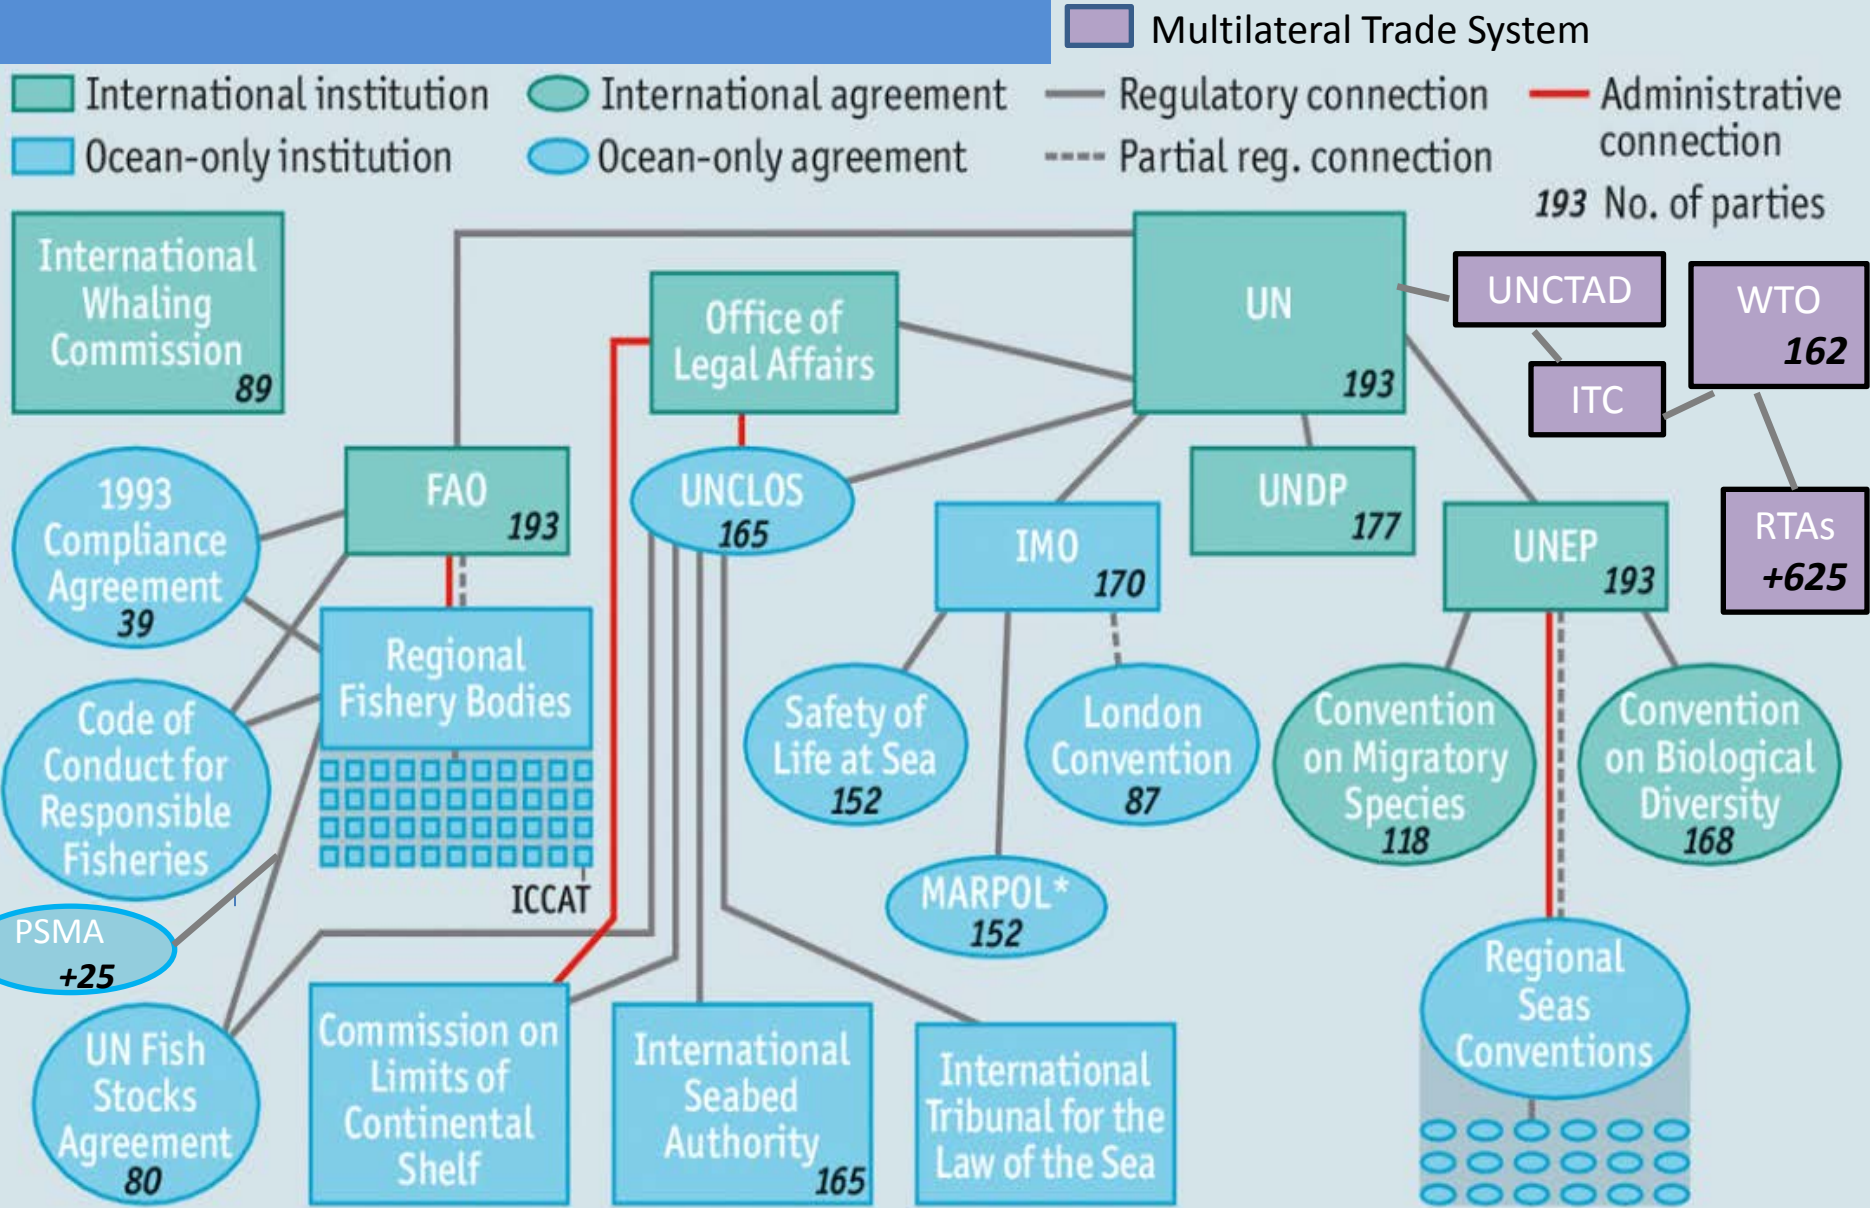 Multilateral Trade System
International institution
International agreement
Regulatory connection
Administrative
connection
Ocean-only institution
Ocean-only agreement
Partial reg. connection
193 No. of parties
International
Whaling
Commission
89
Office of
Legal Affairs
UN
193
UNCTAD
WTO
162
ITC
1993
Compliance
Agreement
39
FAO
193
UNCLOS
165
IMO
170
UNDP
177
UNEP
193
RTAs
+625
Regional
Fishery Bodies
Code of
Conduct for
Responsible
Fisheries
Safety of
Life at Sea
152
London
Convention
87
Convention
on Migratory
Species
118
Convention
on Biological
Diversity
168
ICCAT
MARPOL*
152
PSMA
+25
Regional
Seas
Conventions
UN Fish
Stocks
Agreement
80
Commission on
Limits of
Continental
Shelf
International
Seabed
Authority
165
International
Tribunal for the
Law of the Sea